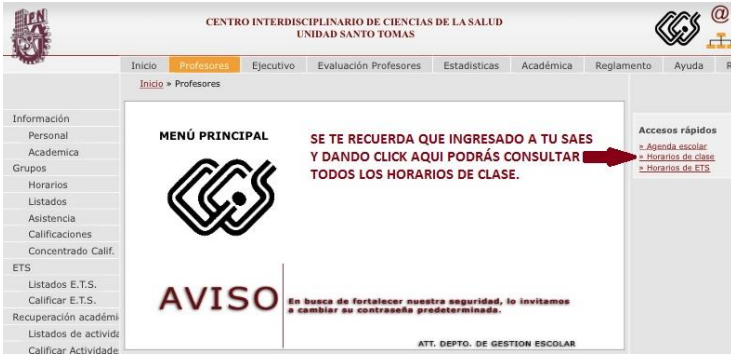 IPN
CENTRO INTERDISCIPLINARIO DE CIENCIAS DE LA SALUD
UNIDAD SANTO TOMAS
@
Inicio Profesores Ejecutivo Evaluación Profesores Estadisticas Académica Reglamento Ayuda
Inicio » Profesores
Información
Personal
Academica
Grupos
Horarios
Listados
Asistencia
Calificaciones
Concentrado Calif.
ETS
Listados E.T.S.
Calificar E.T.S.
Recuperación académi
Listados de activida
Calificar Actividade
MENÚ PRINCIPAL
SE TE RECUERDA QUE INGRESADO A TU SAES
Y DANDO CLICK AQUI PODRÁS CONSULTAR
TODOS LOS HORARIOS DE CLASE.
AVISO
En busca de fortalecer nuestra seguridad, lo invitamos
a cambiar su contraseña predeterminada.
ATT. DEPTO. DE GESTION ESCOLAR
Accesos rápidos
» Agenda escolar
» Horarios de clase
» Horarios de ETS